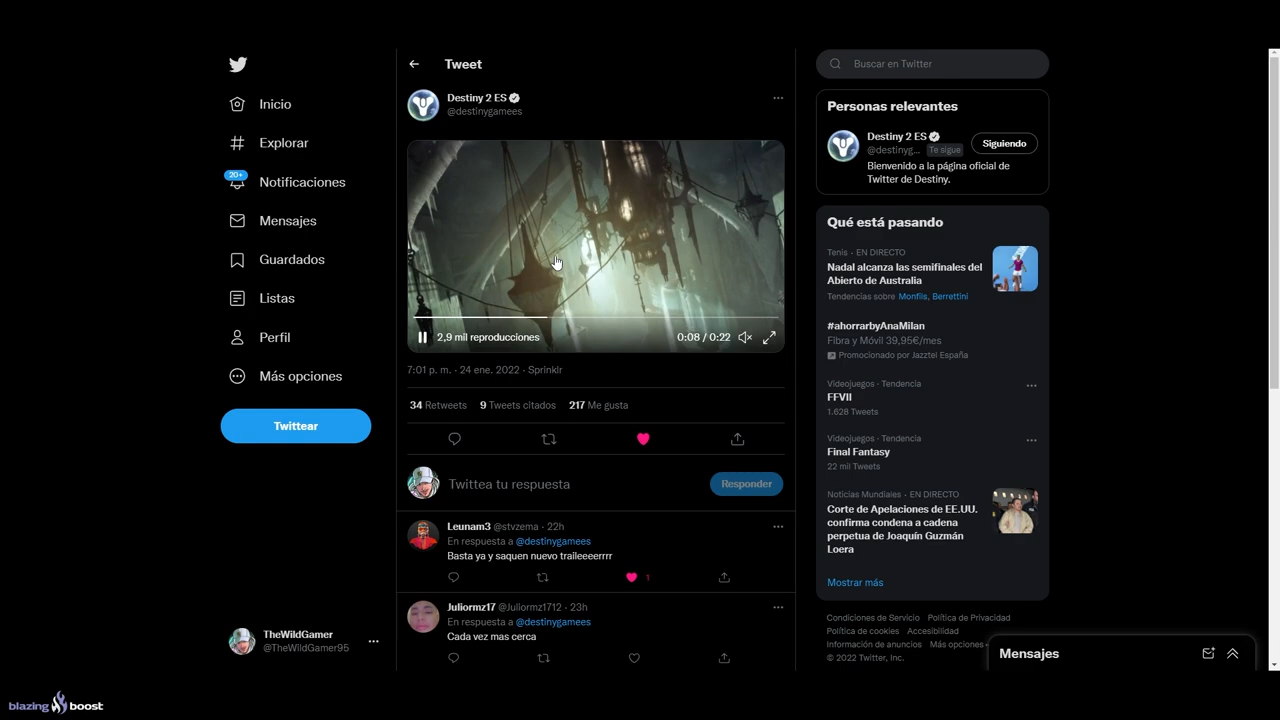 Tweet
Buscar en Twitter
Inicio
Explorar
20+
Notificaciones
Mensajes
Guardados
Listas
Perfil
Más opciones
Twittear
TheWildGamer
@TheWildGamer95
Destiny 2 ES
@destinygamees
2,9 mil reproducciones
0:08 / 0:22
7:01 p. m. · 24 ene. 2022 · Sprinklr
34 Retweets 9 Tweets citados 217 Me gusta
Twittea tu respuesta
Responder
Leunam3 @stvzema · 22h
En respuesta a @destinygamees
Basta ya y saquen nuevo traileeeerrrr
1
Juliormz17 @Juliormz1712 · 23h
En respuesta a @destinygamees
Cada vez mas cerca
Personas relevantes
Destiny 2 ES
@destinyg... Te sigue
Siguiendo
Bienvenido a la página oficial de
Twitter de Destiny.
Qué está pasando
Tenis · EN DIRECTO
Nadal alcanza las semifinales del
Abierto de Australia
Tendencias sobre Monfils, Berrettini
#ahorrarbyAnaMilan
Fibra y Móvil 39,95€/mes
Promocionado por Jazztel España
Videojuegos · Tendencia
FFVII
1.628 Tweets
Videojuegos · Tendencia
Final Fantasy
22 mil Tweets
Noticias Mundiales · EN DIRECTO
Corte de Apelaciones de EE.UU.
confirma condena a cadena
perpetua de Joaquín Guzmán
Loera
Mostrar más
Condiciones de Servicio Política de Privacidad
Política de cookies Accesibilidad
Información de anuncios Más opciones
© 2022 Twitter, Inc.
Mensajes
blazing boost